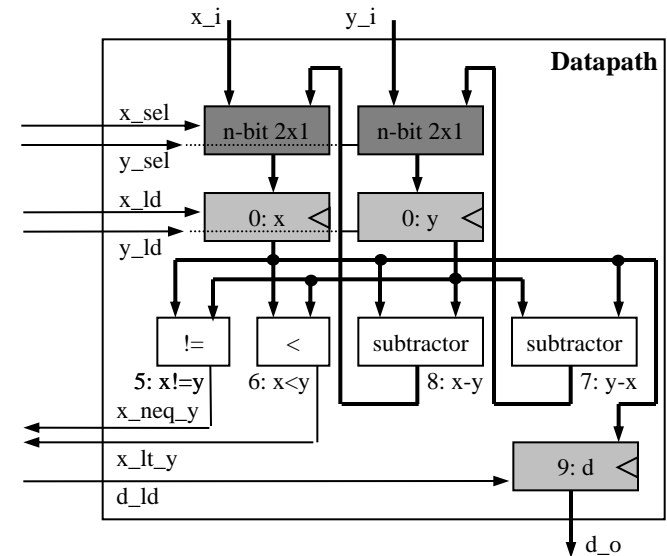 x_i
y_i
Datapath
x_sel
n-bit 2x1
n-bit 2x1
y_sel
x_ld
0: x
0: y
y_ld
!=
<
subtractor
subtractor
5: x!=y
6: x<y
8: x-y
7: y-x
x_neq_y
x_lt_y
9: d
d_ld
d_o